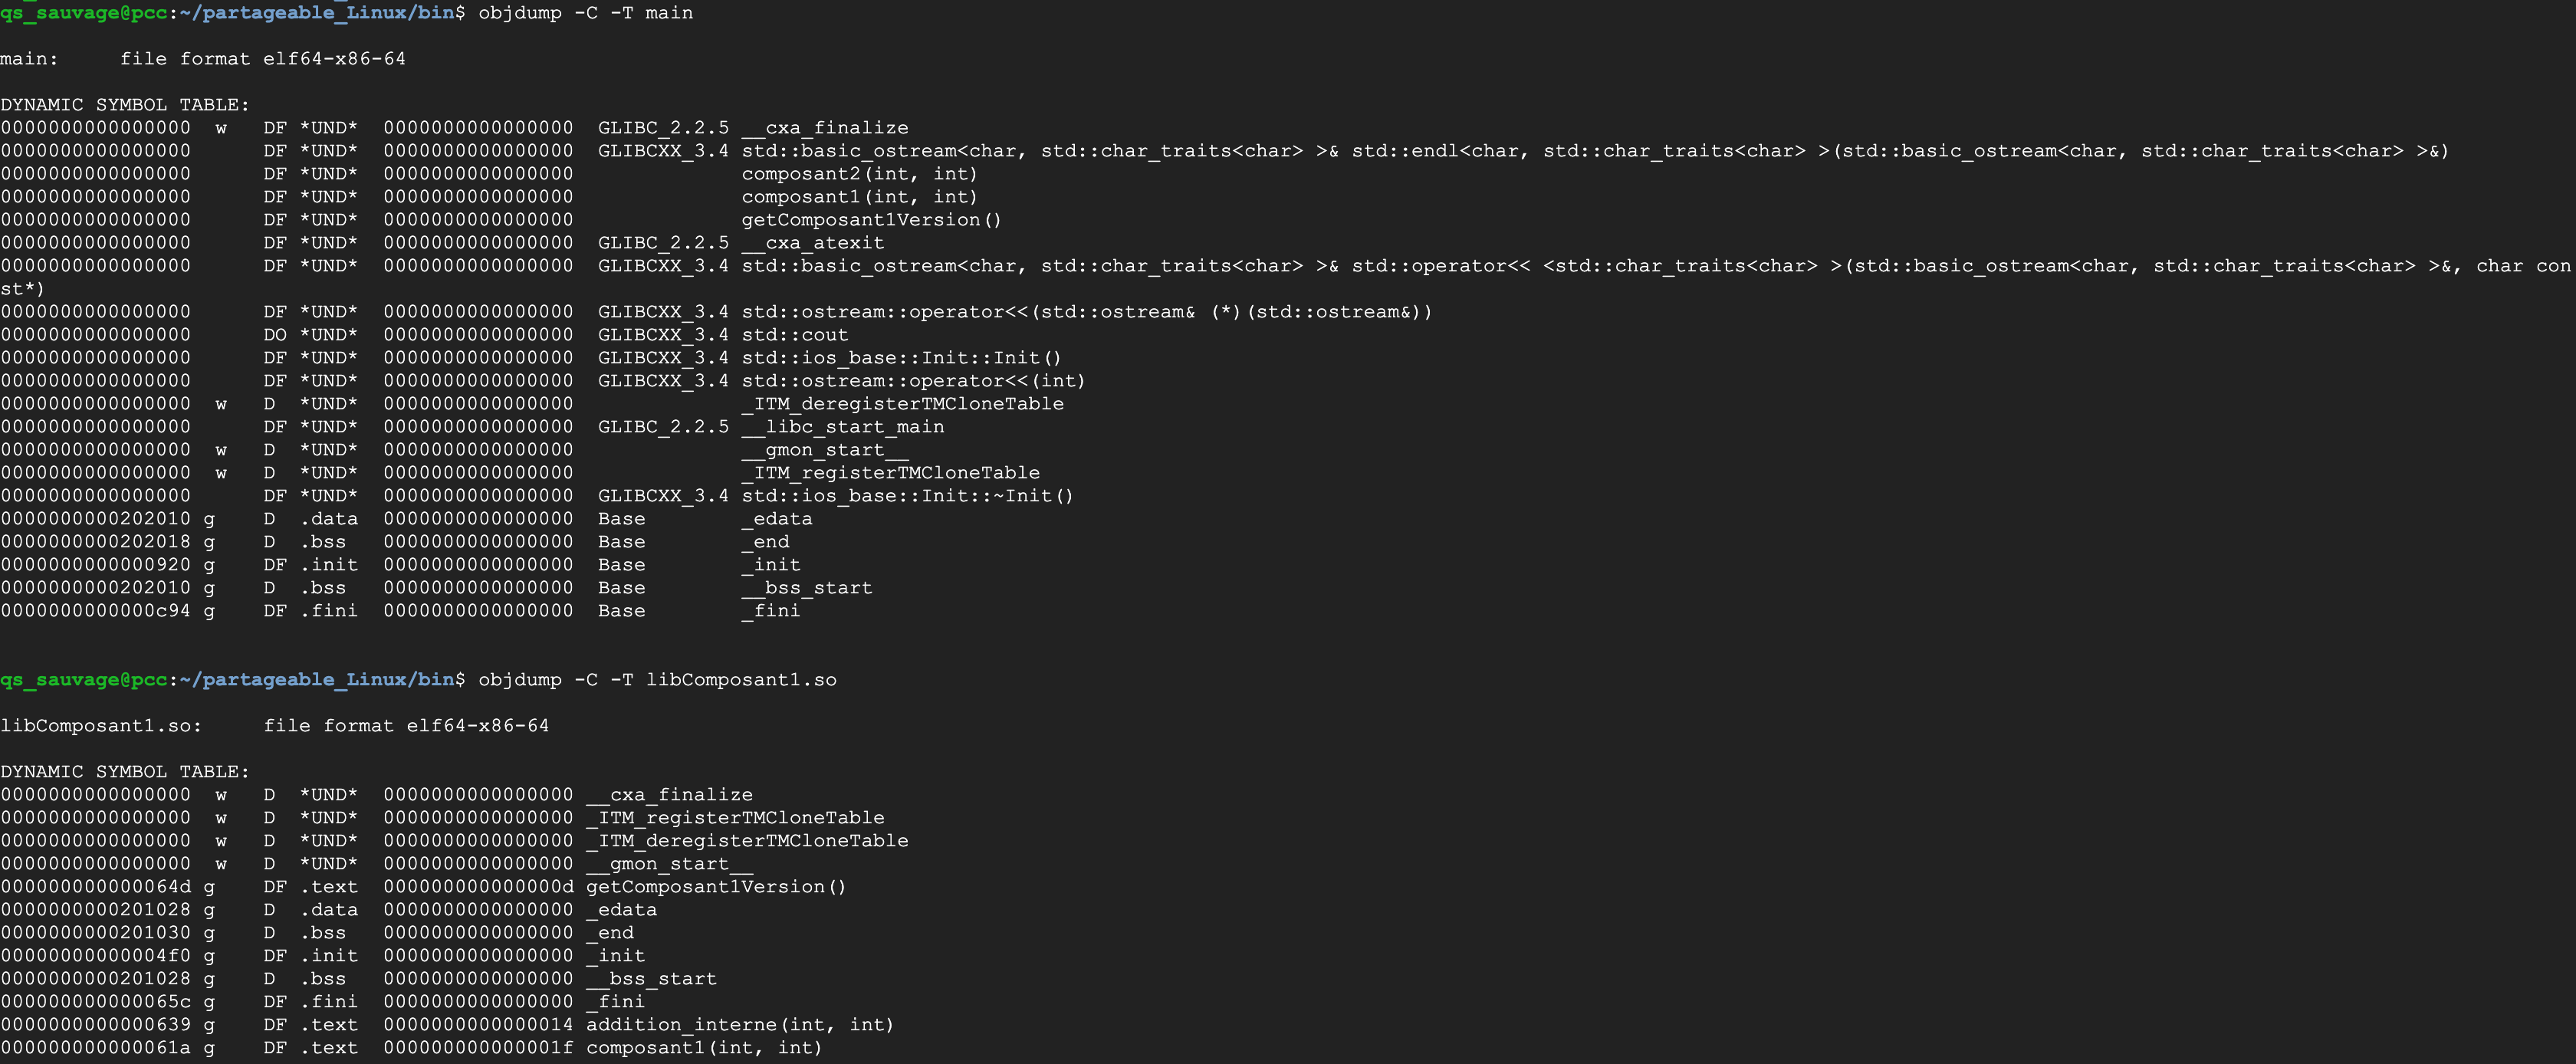 qs_sauvage@pcc:~/partageable_Linux/bin$ objdump -C -T main
main:     file format elf64-x86-64
DYNAMIC SYMBOL TABLE:
0000000000000000  w   DF *UND*  0000000000000000  GLIBC_2.2.5 __cxa_finalize
0000000000000000      DF *UND*  0000000000000000  GLIBCXX_3.4 std::basic_ostream<char, std::char_traits<char> >& std::endl<char, std::char_traits<char> >(std::basic_ostream<char, std::char_traits<char> >&)
0000000000000000      DF *UND*  0000000000000000              composant2(int, int)
0000000000000000      DF *UND*  0000000000000000              composant1(int, int)
0000000000000000      DF *UND*  0000000000000000              getComposant1Version()
0000000000000000      DF *UND*  0000000000000000  GLIBC_2.2.5 __cxa_atexit
0000000000000000      DF *UND*  0000000000000000  GLIBCXX_3.4 std::basic_ostream<char, std::char_traits<char> >& std::operator<< <std::char_traits<char> >(std::basic_ostream<char, std::char_traits<char> >&, char con
st*)
0000000000000000      DF *UND*  0000000000000000  GLIBCXX_3.4 std::ostream::operator<<(std::ostream& (*)(std::ostream&))
0000000000000000      DO *UND*  0000000000000000  GLIBCXX_3.4 std::cout
0000000000000000      DF *UND*  0000000000000000  GLIBCXX_3.4 std::ios_base::Init::Init()
0000000000000000      DF *UND*  0000000000000000  GLIBCXX_3.4 std::ostream::operator<<(int)
0000000000000000  w   D  *UND*  0000000000000000              _ITM_deregisterTMCloneTable
0000000000000000      DF *UND*  0000000000000000  GLIBC_2.2.5 __libc_start_main
0000000000000000  w   D  *UND*  0000000000000000              __gmon_start__
0000000000000000  w   D  *UND*  0000000000000000              _ITM_registerTMCloneTable
0000000000000000      DF *UND*  0000000000000000  GLIBCXX_3.4 std::ios_base::Init::~Init()
0000000000202010 g    D  .data  0000000000000000  Base        _edata
0000000000202018 g    D  .bss   0000000000000000  Base        _end
0000000000000920 g    DF .init  0000000000000000  Base        _init
0000000000202010 g    D  .bss   0000000000000000  Base        __bss_start
0000000000000c94 g    DF .fini  0000000000000000  Base        _fini
qs_sauvage@pcc:~/partageable_Linux/bin$ objdump -C -T libComposant1.so
libComposant1.so:     file format elf64-x86-64
DYNAMIC SYMBOL TABLE:
0000000000000000  w   D  *UND*  0000000000000000 __cxa_finalize
0000000000000000  w   D  *UND*  0000000000000000 _ITM_registerTMCloneTable
0000000000000000  w   D  *UND*  0000000000000000 _ITM_deregisterTMCloneTable
0000000000000000  w   D  *UND*  0000000000000000 __gmon_start__
000000000000064d g    DF .text  000000000000000d getComposant1Version()
0000000000201028 g    D  .data  0000000000000000 _edata
0000000000201030 g    D  .bss   0000000000000000 _end
00000000000004f0 g    DF .init  0000000000000000 _init
0000000000201028 g    D  .bss   0000000000000000 __bss_start
000000000000065c g    DF .fini  0000000000000000 _fini
0000000000000639 g    DF .text  0000000000000014 addition_interne(int, int)
000000000000061a g    DF .text  000000000000001f composant1(int, int)